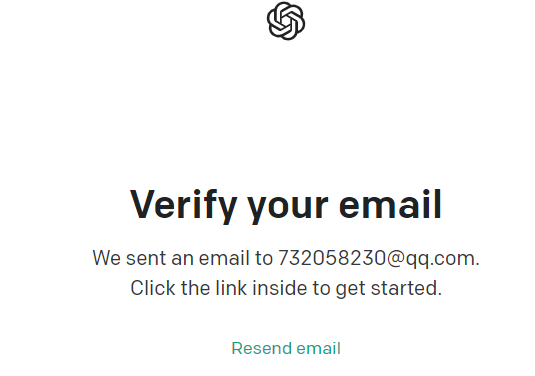 Verify your email
We sent an email to 732058230@qq.com.
Click the link inside to get started.
Resend email